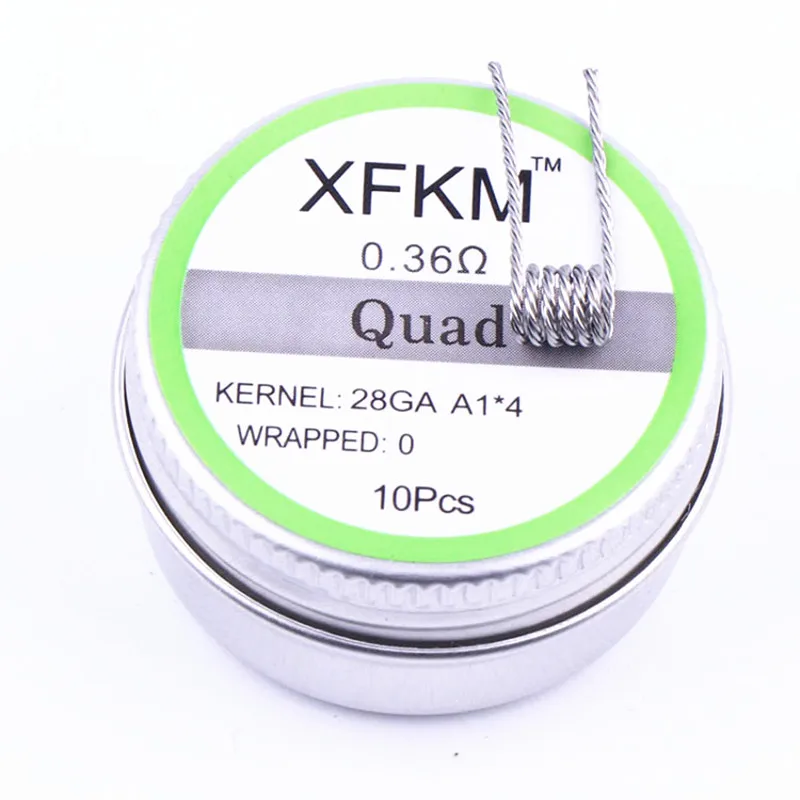 XFKM™
0.36Ω
Quad
KERNEL: 28GA A1*4
WRAPPED: 0
10Pcs